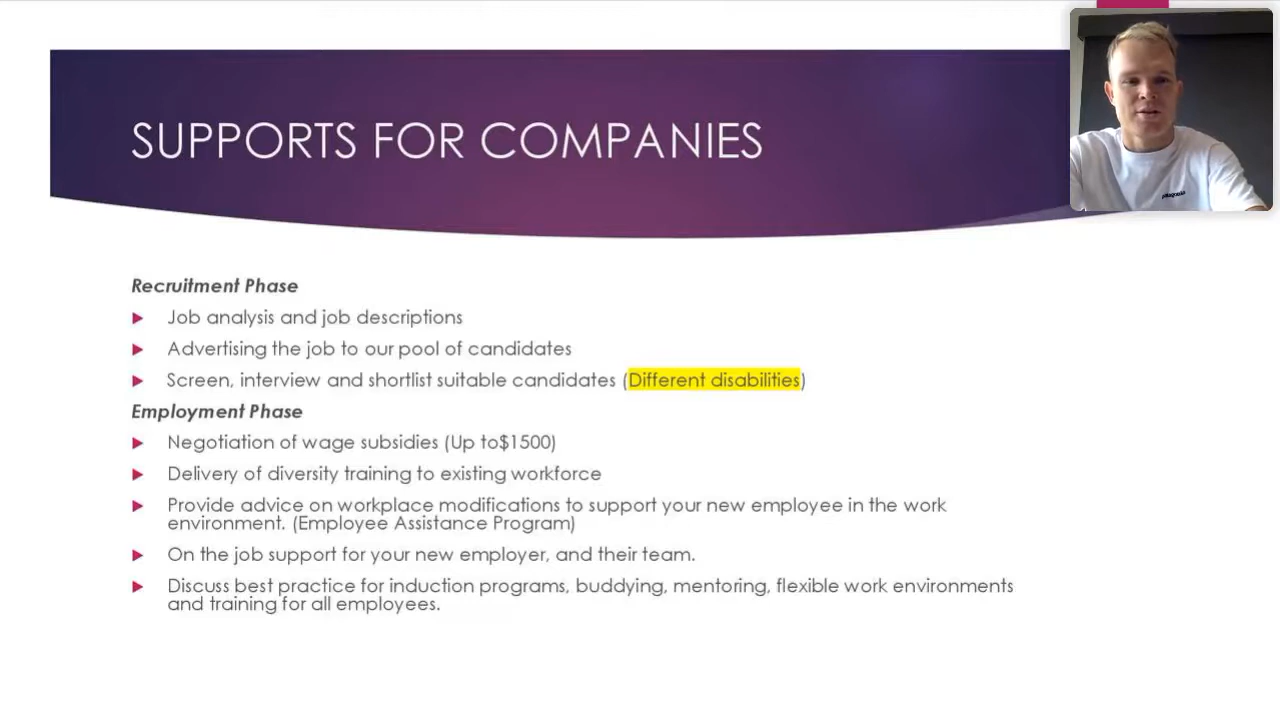 SUPPORTS FOR COMPANIES
Recruitment Phase
Job analysis and job descriptions
Advertising the job to our pool of candidates
Screen, interview and shortlist suitable candidates (Different disabilities)
Employment Phase
Negotiation of wage subsidies (Up to$1500)
Delivery of diversity training to existing workforce
Provide advice on workplace modifications to support your new employee in the work
environment. (Employee Assistance Program)
On the job support for your new employer, and their team.
Discuss best practice for induction programs, buddying, mentoring, flexible work environments
and training for all employees.